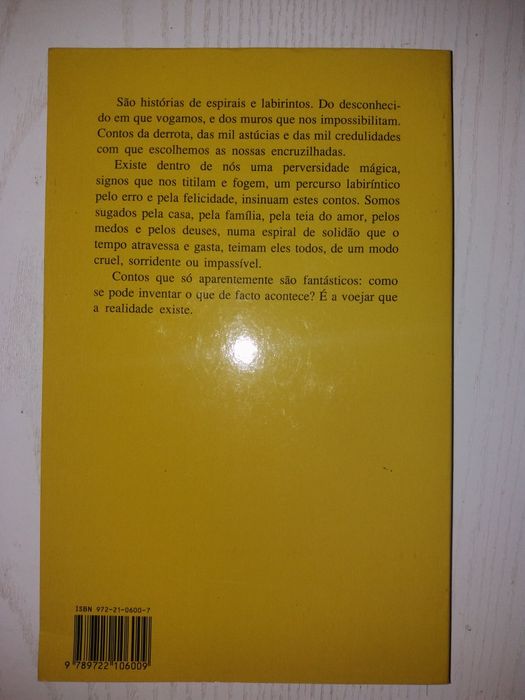 São histórias de espirais e labirintos. Do desconheci-
do em que vogamos, e dos muros que nos impossibilitam.
Contos da derrota, das mil astúcias e das mil credulidades
com que escolhemos as nossas encruzilhadas.
Existe dentro de nós uma perversidade mágica,
signos que nos titilam e fogem, um percurso labiríntico
pelo erro e pela felicidade, insinuam estes contos. Somos
sugados pela casa, pela família, pela teia do amor, pelos
medos e pelos deuses, numa espiral de solidão que o
tempo atravessa e gasta, teimam eles todos, de um modo
cruel, sorridente ou impassível.
Contos que só aparentemente são fantásticos: como
se pode inventar o que de facto acontece? É a voejar que
a realidade existe.
ISBN 972-21-0600-7
9 789722 106009